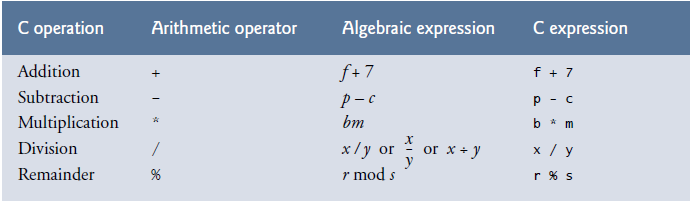 C operation Arithmetic operator Algebraic expression C expression
Addition + f + 7 f + 7
Subtraction – p – c p - c
Multiplication * bm b * m
Division / x / y or x/y or x ÷ y x / y
Remainder % r mod s r % s